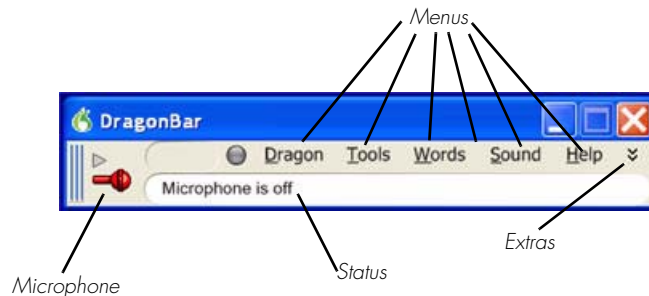 Menus
DragonBar
Dragon Tools Words Sound Help
Microphone is off
Extras
Status
Microphone